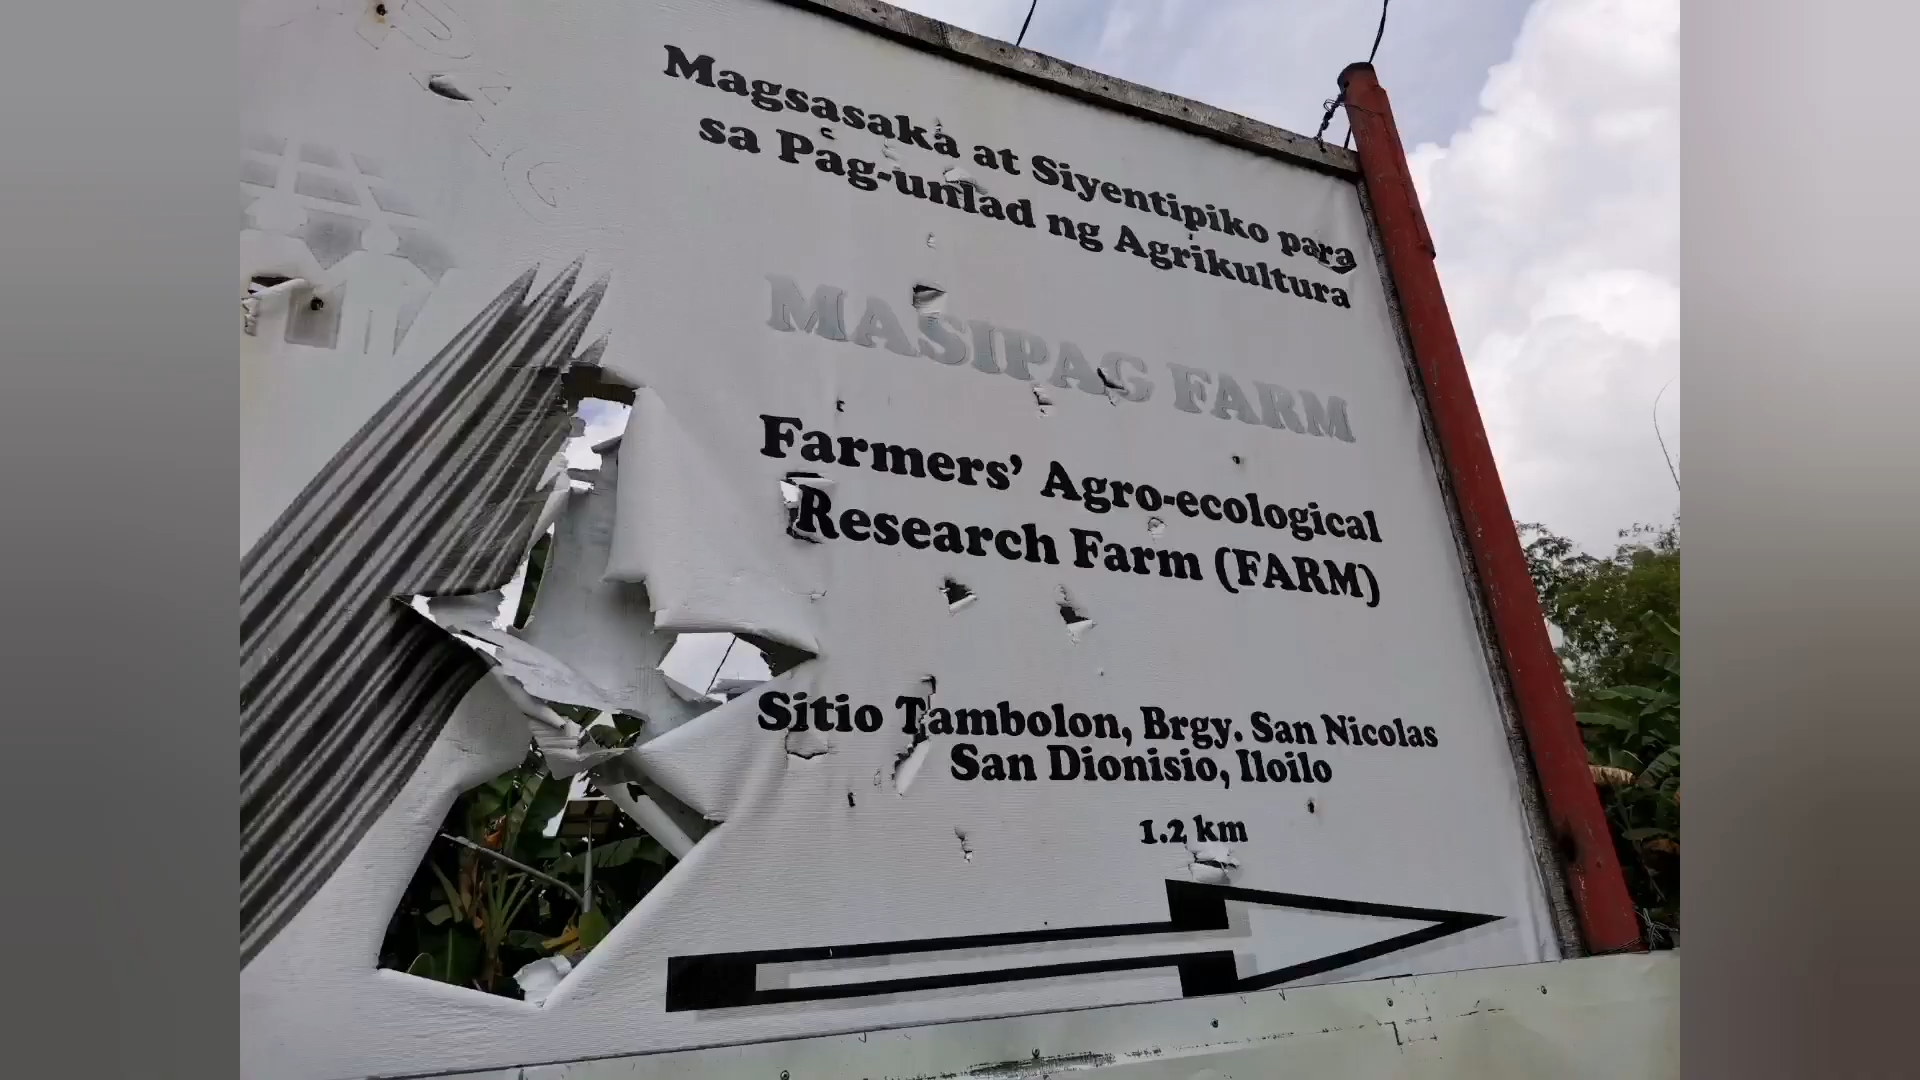 Magsasaka at Siyentipiko para
sa Pag-unlad ng Agrikultura
MASIPAG FARM
Farmers’ Agro-ecological
Research Farm (FARM)
Sitio Tambolon, Brgy. San Nicolas
San Dionisio, Iloilo
1.2 km